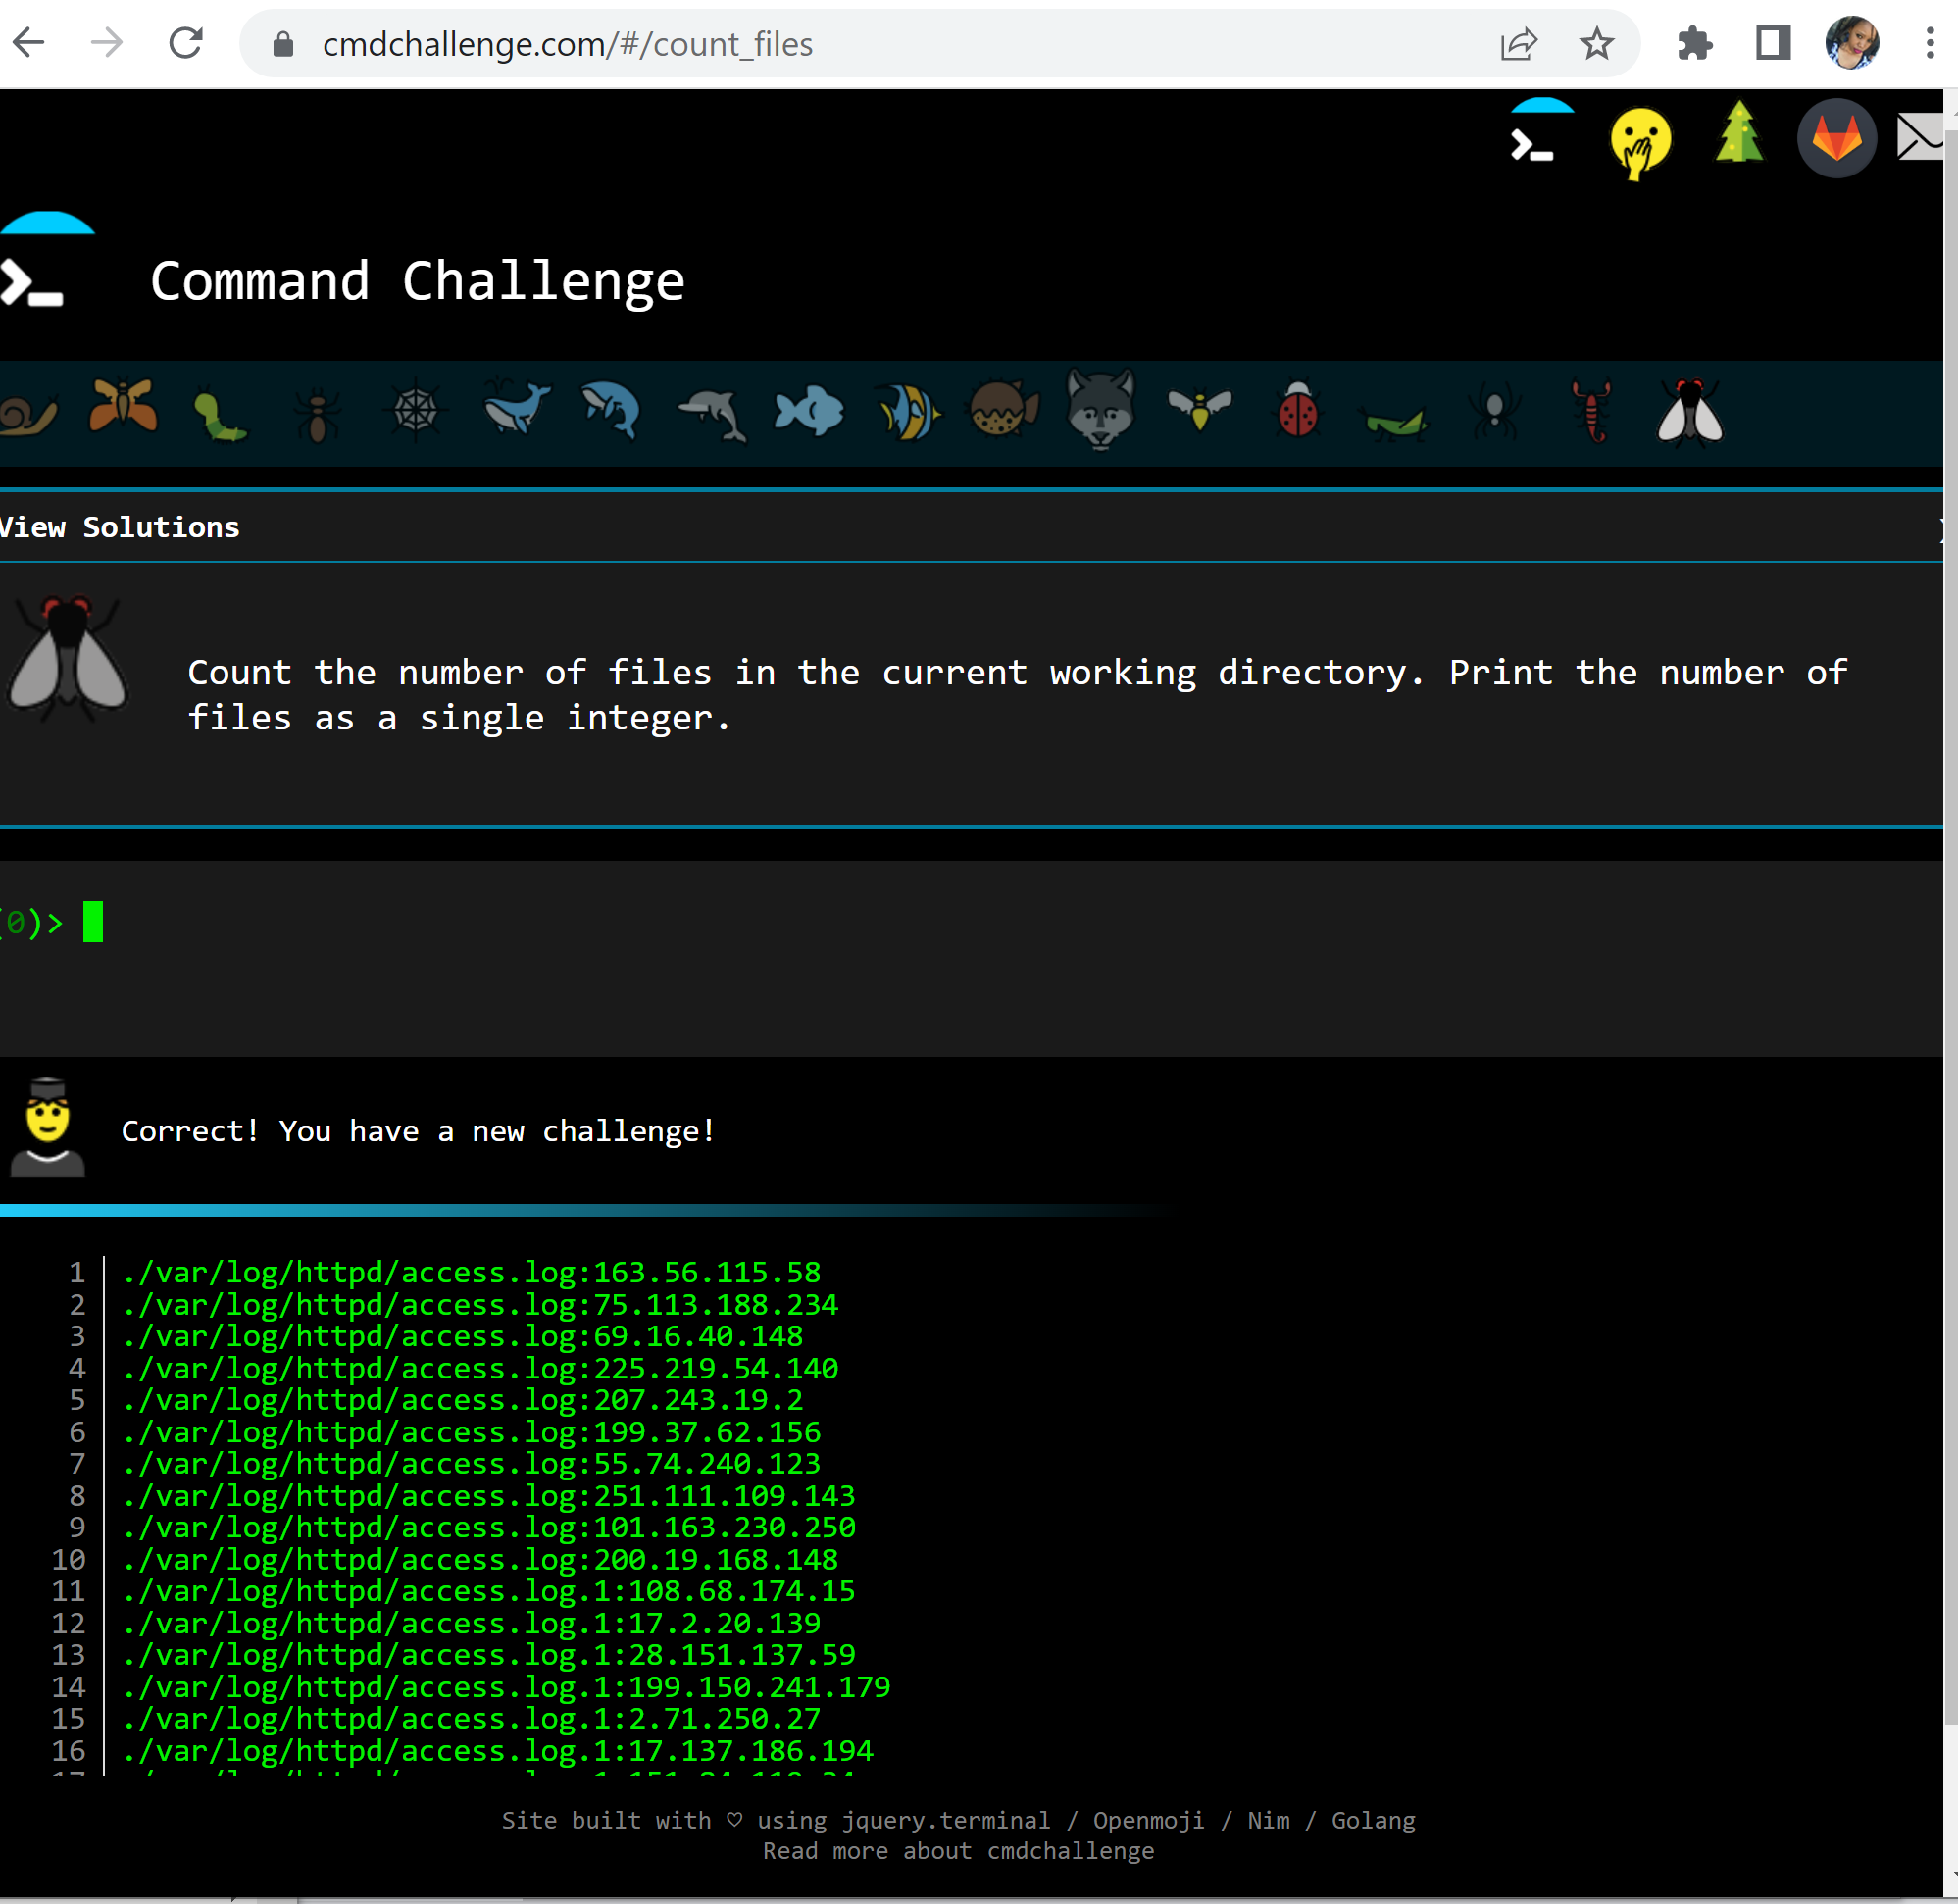 cmdchallenge.com/#/count_files
Command Challenge
View Solutions
Count the number of files in the current working directory. Print the number of
files as a single integer.
(0)>
Correct! You have a new challenge!
1 ./var/log/httpd/access.log:163.56.115.58
2 ./var/log/httpd/access.log:75.113.188.234
3 ./var/log/httpd/access.log:69.16.40.148
4 ./var/log/httpd/access.log:225.219.54.140
5 ./var/log/httpd/access.log:207.243.19.2
6 ./var/log/httpd/access.log:199.37.62.156
7 ./var/log/httpd/access.log:55.74.240.123
8 ./var/log/httpd/access.log:251.111.109.143
9 ./var/log/httpd/access.log:101.163.230.250
10 ./var/log/httpd/access.log:200.19.168.148
11 ./var/log/httpd/access.log.1:108.68.174.15
12 ./var/log/httpd/access.log.1:17.2.20.139
13 ./var/log/httpd/access.log.1:28.151.137.59
14 ./var/log/httpd/access.log.1:199.150.241.179
15 ./var/log/httpd/access.log.1:2.71.250.27
16 ./var/log/httpd/access.log.1:17.137.186.194
Site built with ♡ using jquery.terminal / Openmoji / Nim / Golang
Read more about cmdchallenge